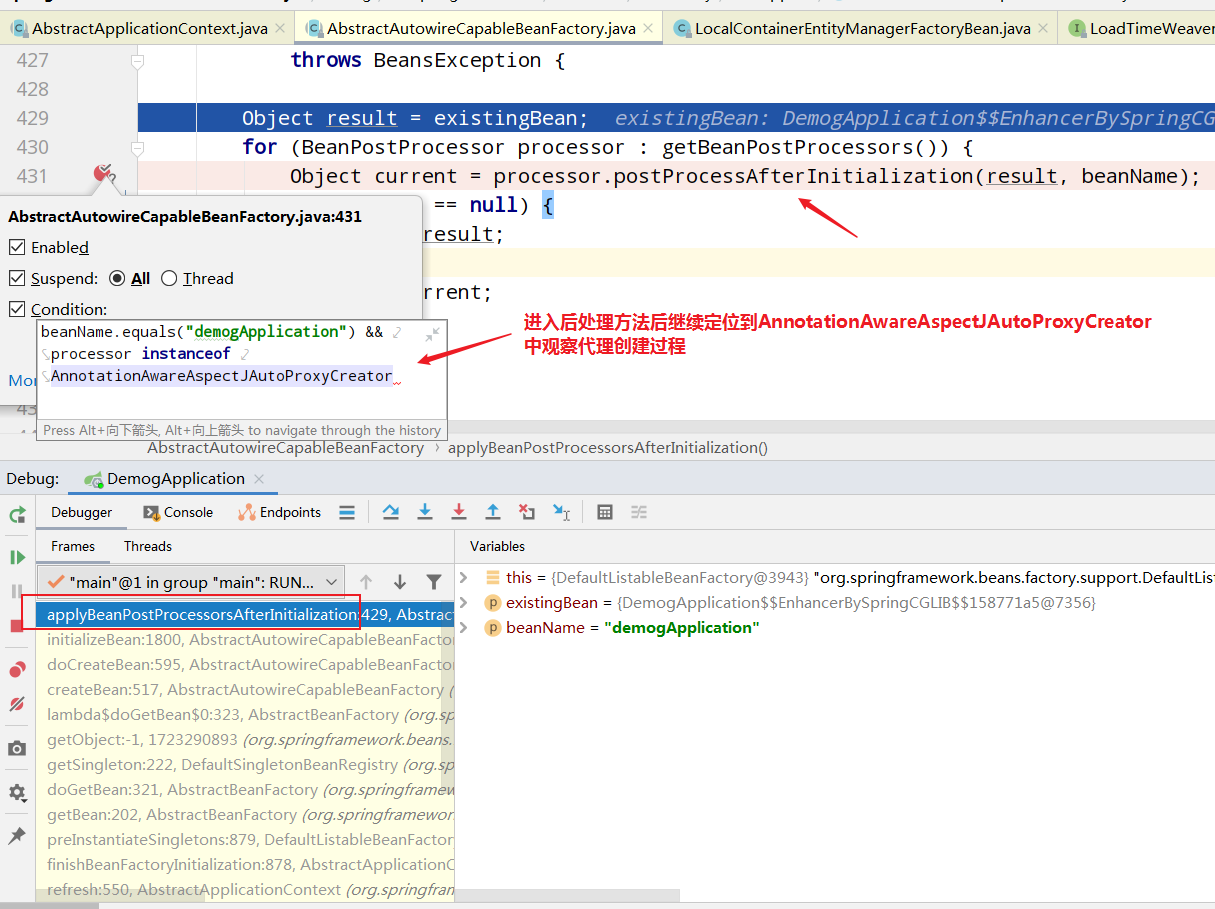 AbstractApplicationContext.java
AbstractAutowireCapableBeanFactory.java
LocalContainerEntityManagerFactoryBean.java
LoadTimeWeaver
427 throws BeansException {
428
429 Object result = existingBean; existingBean: DemogApplication$$EnhancerBySpringCG
430 for (BeanPostProcessor processor : getBeanPostProcessors()) {
431 Object current = processor.postProcessAfterInitialization(result, beanName);
== null) {
result;
rrent;
AbstractAutowireCapableBeanFactory.java:431
Enabled
Suspend: All Thread
Condition:
beanName.equals("demogApplication") &&
processor instanceof
AnnotationAwareAspectJAutoProxyCreator
Press Alt+向下箭头, Alt+向上箭头 to navigate through the history
进入后处理方法后继续定位到AnnotationAwareAspectJAutoProxyCreator
中观察代理创建过程
AbstractAutowireCapableBeanFactory › applyBeanPostProcessorsAfterInitialization()
Debug: DemogApplication
Debugger Console Endpoints
Frames Threads
Variables
"main"@1 in group "main": RUN...
applyBeanPostProcessorsAfterInitialization:429, Abstrac
initializeBean:1800, AbstractAutowireCapableBeanFacto
doCreateBean:595, AbstractAutowireCapableBeanFacto
createBean:517, AbstractAutowireCapableBeanFactory (
lambda$doGetBean$0:323, AbstractBeanFactory (org.sp
getObject:-1, 1723290893 (org.springframework.beans.
getSingleton:222, DefaultSingletonBeanRegistry (org.sp
doGetBean:321, AbstractBeanFactory (org.springframew
getBean:202, AbstractBeanFactory (org.springframewor
preInstantiateSingletons:879, DefaultListableBeanFactor
finishBeanFactoryInitialization:878, AbstractApplicationC
refresh:550, AbstractApplicationContext (org.springfran
this = {DefaultListableBeanFactory@3943} "org.springframework.beans.factory.support.DefaultLis
existingBean = {DemogApplication$$EnhancerBySpringCGLIB$$158771a5@7356}
beanName = "demogApplication"